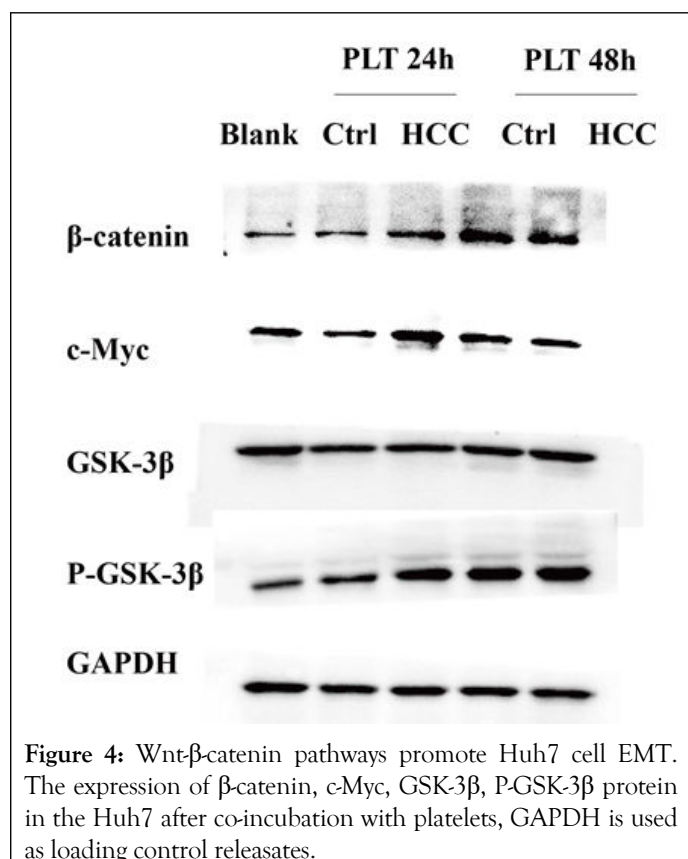 PLT 24h PLT 48h
Blank Ctrl HCC Ctrl HCC
β-catenin
c-Myc
GSK-3β
P-GSK-3β
GAPDH
Figure 4: Wnt-β-catenin pathways promote Huh7 cell EMT.
The expression of β-catenin, c-Myc, GSK-3β, P-GSK-3β protein
in the Huh7 after co-incubation with platelets, GAPDH is used
as loading control releasates.